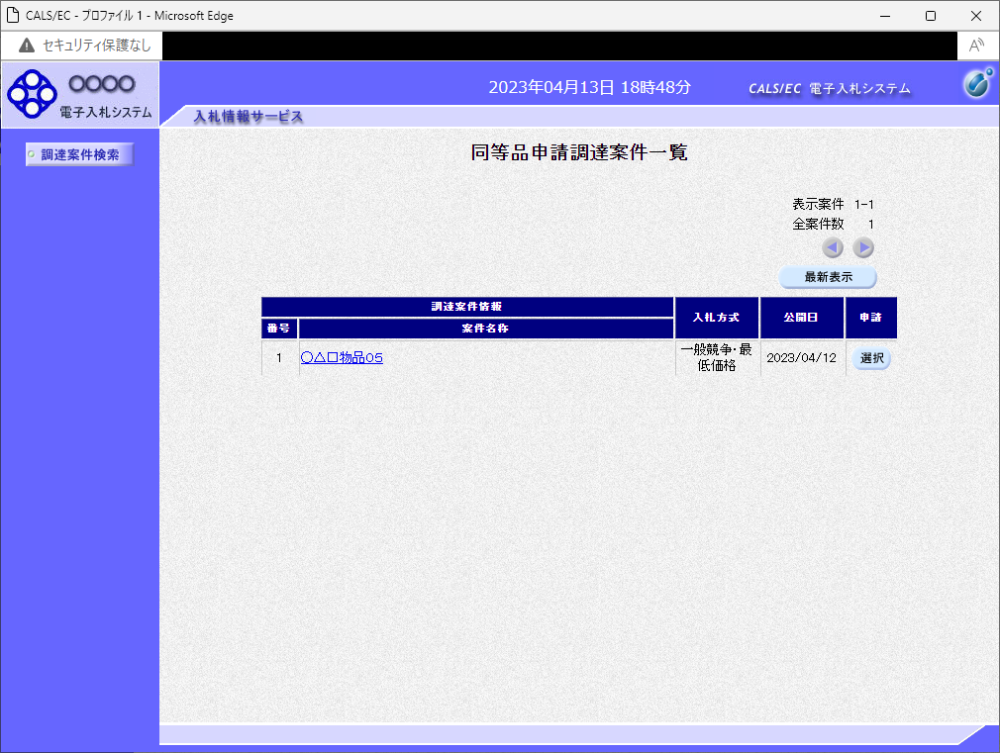 CALS/EC - プロファイル 1 - Microsoft Edge
セキュリティ保護なし
○○○○
電子入札システム
2023年04月13日 18時48分
CALS/EC 電子入札システム
入札情報サービス
調達案件検索
同等品申請調達案件一覧
表示案件 1-1
全案件数 1
最新表示
調達案件情報 入札方式 公開日 申請
番号 案件名称
1 ○△□物品05 一般競争・最低価格 2023/04/12 選択